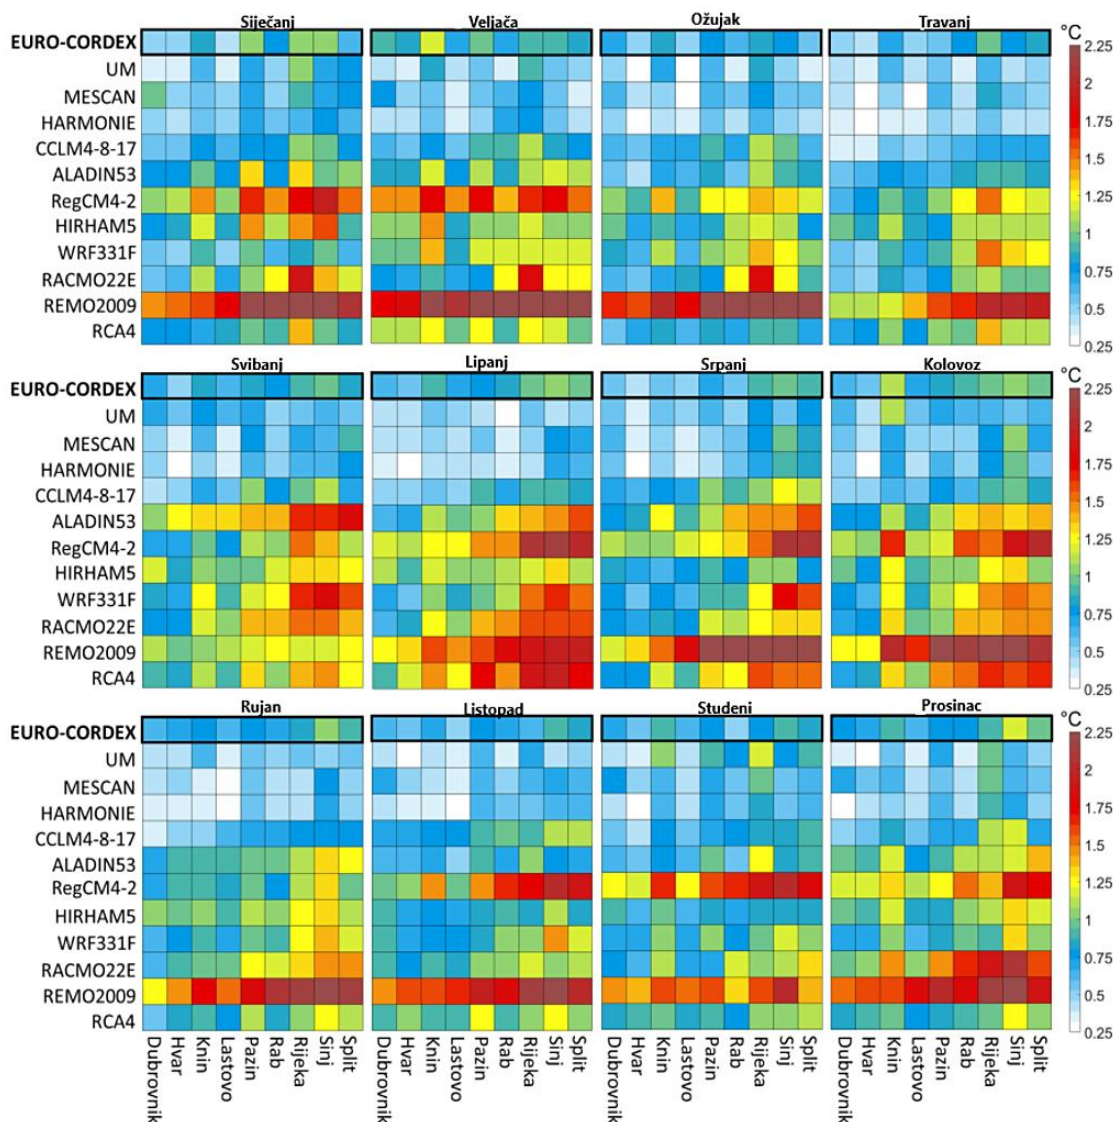 Siječanj Veljača Ožujak Travanj °C
EURO-CORDEX 2.25
UM
MESCAN 2
HARMONIE 1.75
CCLM4-8-17
ALADIN53 1.5
RegCM4-2 1.25
HIRHAM5 1
WRF331F
RACMO22E 0.75
REMO2009 0.5
RCA4 0.25
Svibanj Lipanj Srpanj Kolovoz °C
EURO-CORDEX 2.25
UM
MESCAN 2
HARMONIE 1.75
CCLM4-8-17
ALADIN53 1.5
RegCM4-2 1.25
HIRHAM5 1
WRF331F
RACMO22E 0.75
REMO2009 0.5
RCA4 0.25
Rujan Listopad Studeni Prosinac °C
EURO-CORDEX 2.25
UM
MESCAN 2
HARMONIE 1.75
CCLM4-8-17
ALADIN53 1.5
RegCM4-2 1.25
HIRHAM5 1
WRF331F
RACMO22E 0.75
REMO2009 0.5
RCA4 0.25
Dubrovnik Hvar Knin Lastovo Pazin Rab Rijeka Sinj Split Dubrovnik Hvar Knin Lastovo Pazin Rab Rijeka Sinj Split Dubrovnik Hvar Knin Lastovo Pazin Rab Rijeka Sinj Split Dubrovnik Hvar Knin Lastovo Pazin Rab Rijeka Sinj Split